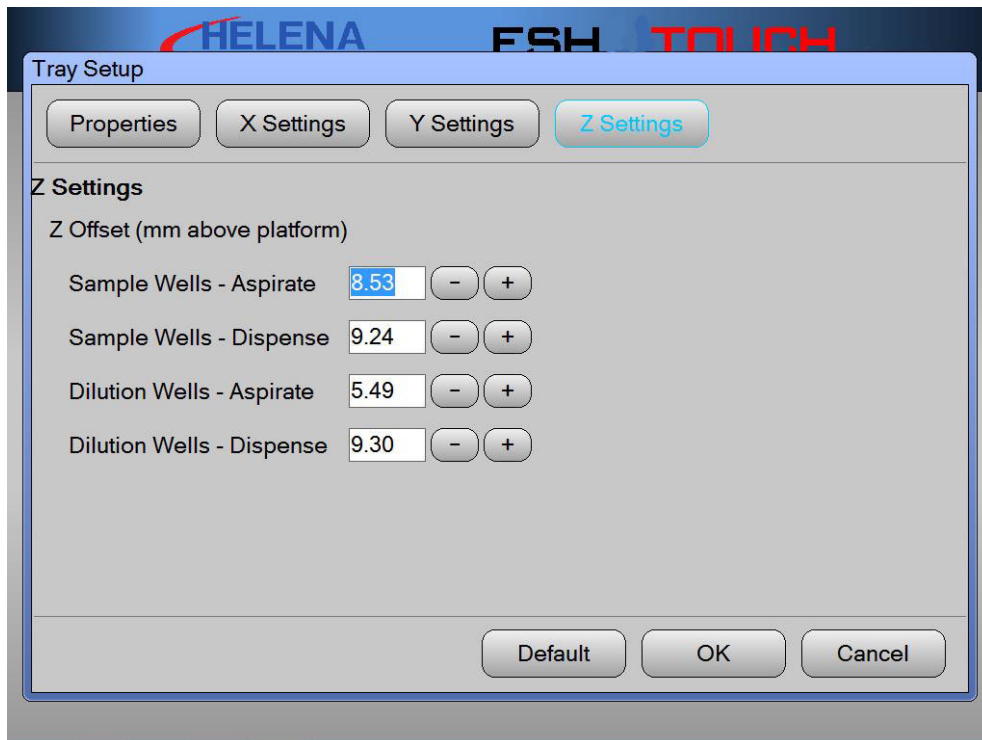 HELENA
Tray Setup
Properties X Settings Y Settings Z Settings
Z Settings
Z Offset (mm above platform)
Sample Wells - Aspirate 8.53 - +
Sample Wells - Dispense 9.24 - +
Dilution Wells - Aspirate 5.49 - +
Dilution Wells - Dispense 9.30 - +
Default OK Cancel